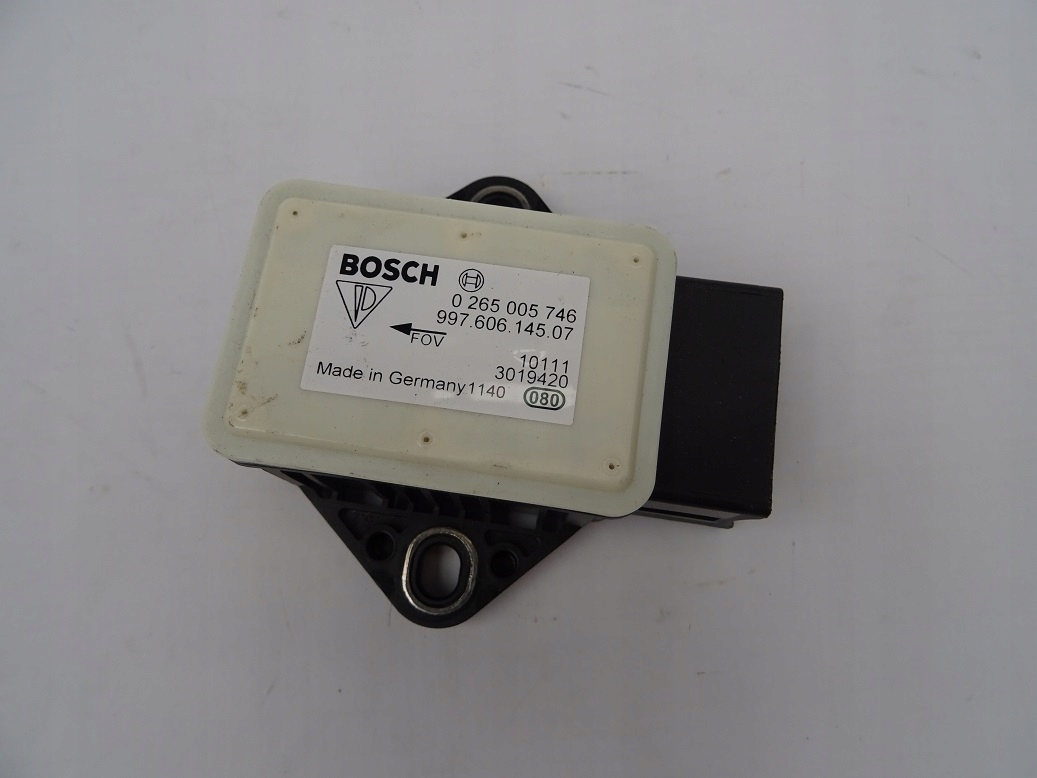 BOSCH
0 265 005 746
997.606.145.07
FOV
10111
3019420
Made in Germany 1140 080